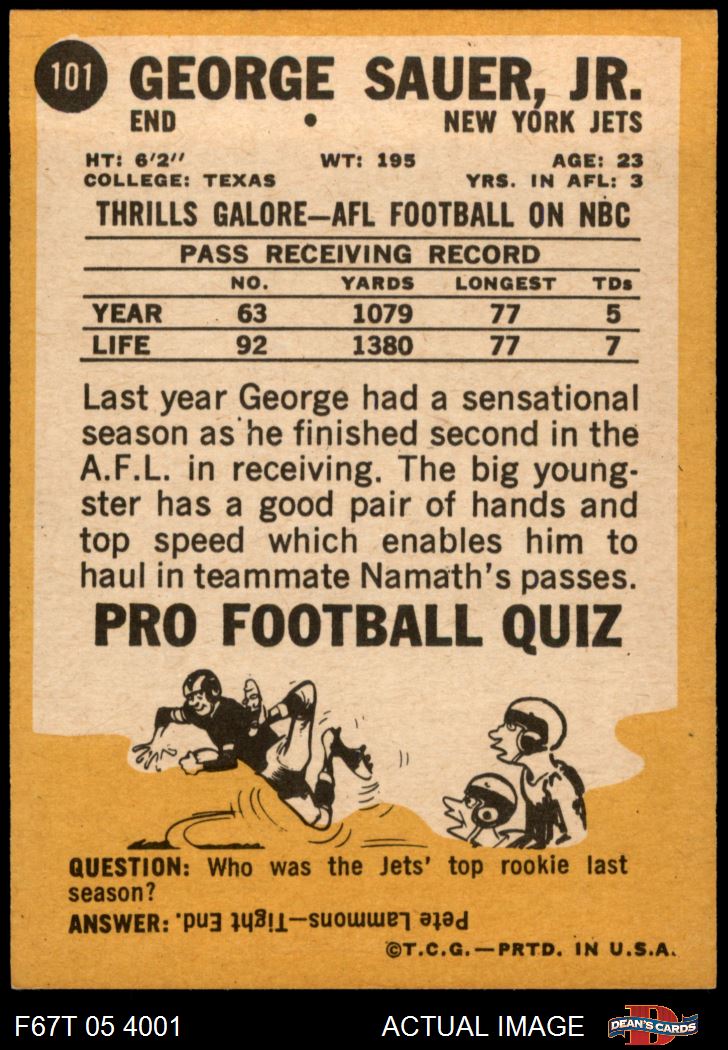 101
GEORGE SAUER, JR.
END • NEW YORK JETS
HT: 6'2'' WT: 195 AGE: 23
COLLEGE: TEXAS YRS. IN AFL: 3
THRILLS GALORE—AFL FOOTBALL ON NBC
PASS RECEIVING RECORD
NO. YARDS LONGEST TDs
YEAR 63 1079 77 5
LIFE 92 1380 77 7
Last year George had a sensational
season as he finished second in the
A.F.L. in receiving. The big young-
ster has a good pair of hands and
top speed which enables him to
haul in teammate Namath's passes.
PRO FOOTBALL QUIZ
QUESTION: Who was the Jets' top rookie last
season?
ANSWER: Pete Lammons—Tight End.
©T.C.G.—PRTD. IN U.S.A.
F67T 05 4001 ACTUAL IMAGE D DEAN'S CARDS